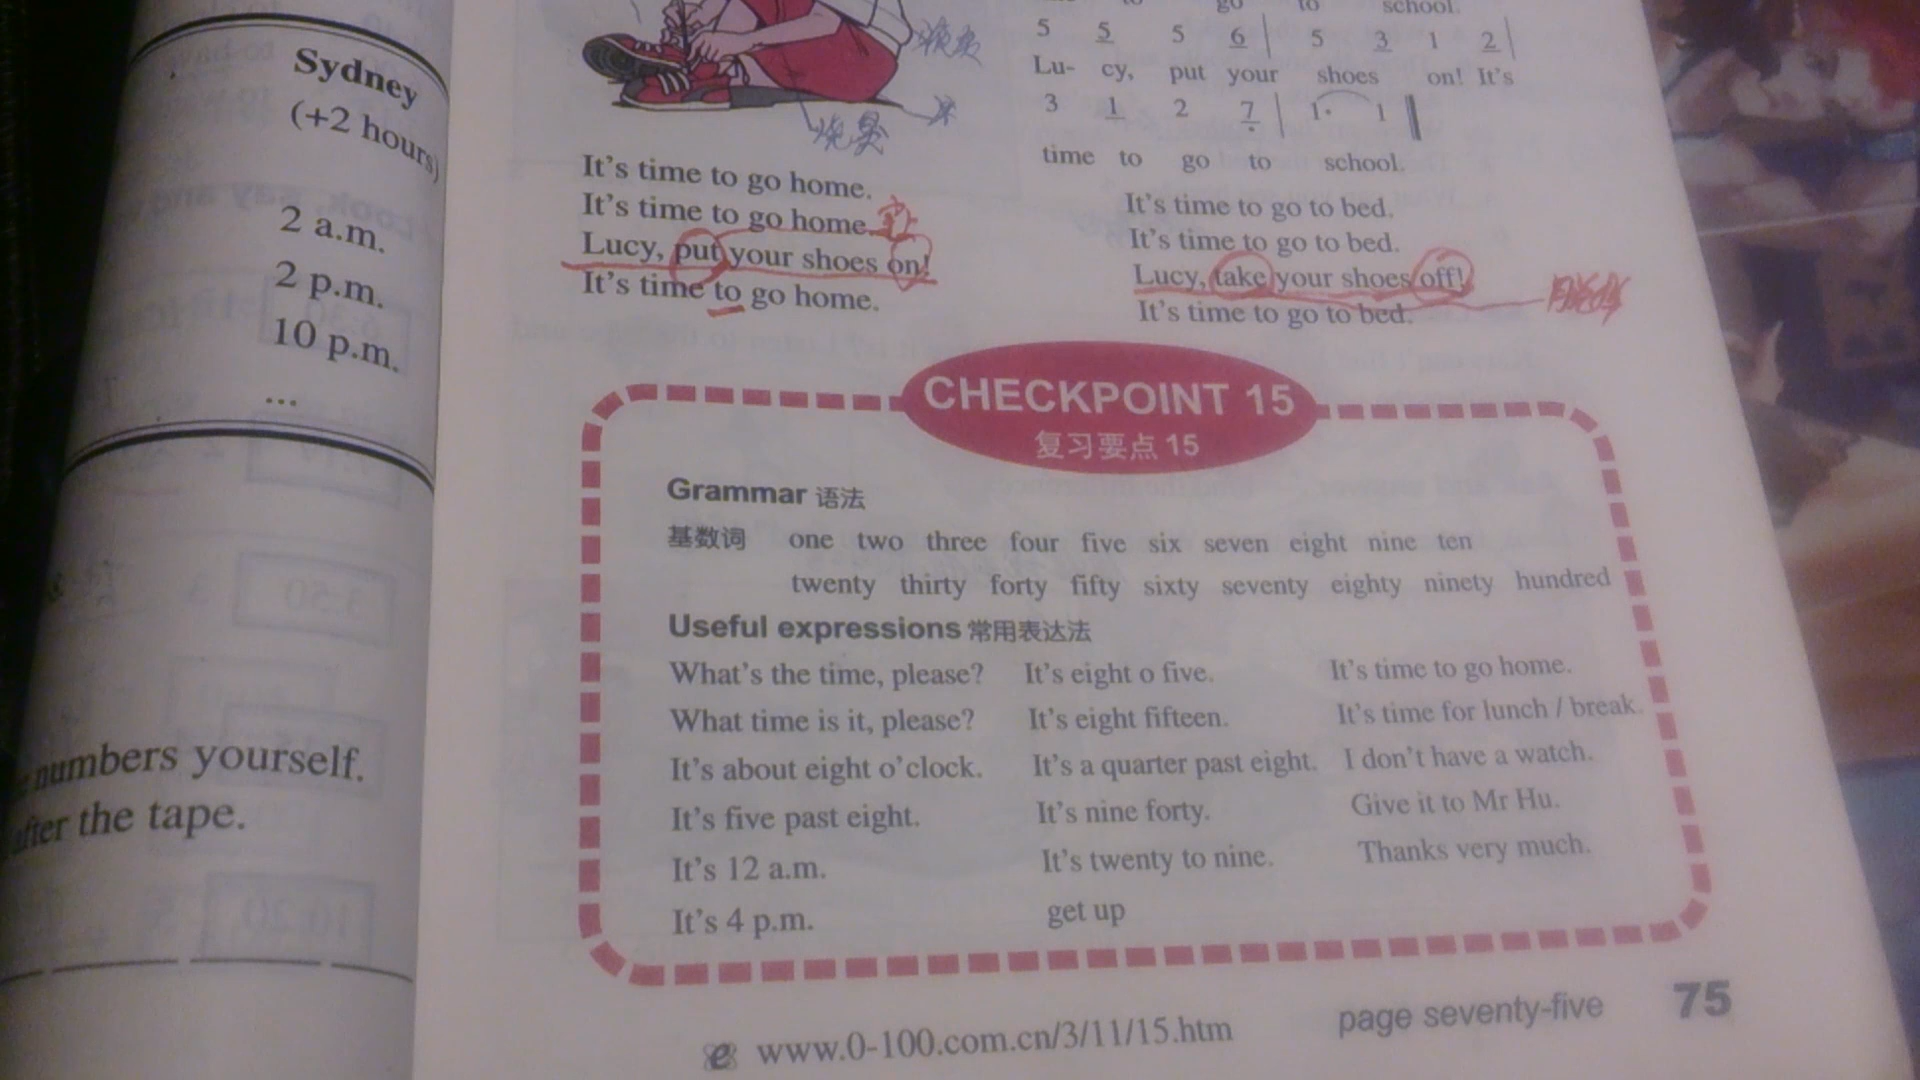 Sydney
(+2 hours)
2 a.m.
2 p.m.
10 p.m.
...
numbers yourself.
after the tape.
go to school.
5 5 5 6 | 5 3 1 2 |
Lu- cy, put your shoes on! It's
3 1 2 7 | 1· 1 ‖
time to go to school.
It's time to go home.
It's time to go home.
Lucy, put your shoes on!
It's time to go home.
It's time to go to bed.
It's time to go to bed.
Lucy, take your shoes off!
It's time to go to bed.
CHECKPOINT 15
复习要点 15
Grammar 语法
基数词 one two three four five six seven eight nine ten
twenty thirty forty fifty sixty seventy eighty ninety hundred
Useful expressions 常用表达法
What's the time, please? It's eight o five. It's time to go home.
What time is it, please? It's eight fifteen. It's time for lunch / break.
It's about eight o'clock. It's a quarter past eight. I don't have a watch.
It's five past eight. It's nine forty. Give it to Mr Hu.
It's 12 a.m. It's twenty to nine. Thanks very much.
It's 4 p.m. get up
www.0-100.com.cn/3/11/15.htm
page seventy-five 75